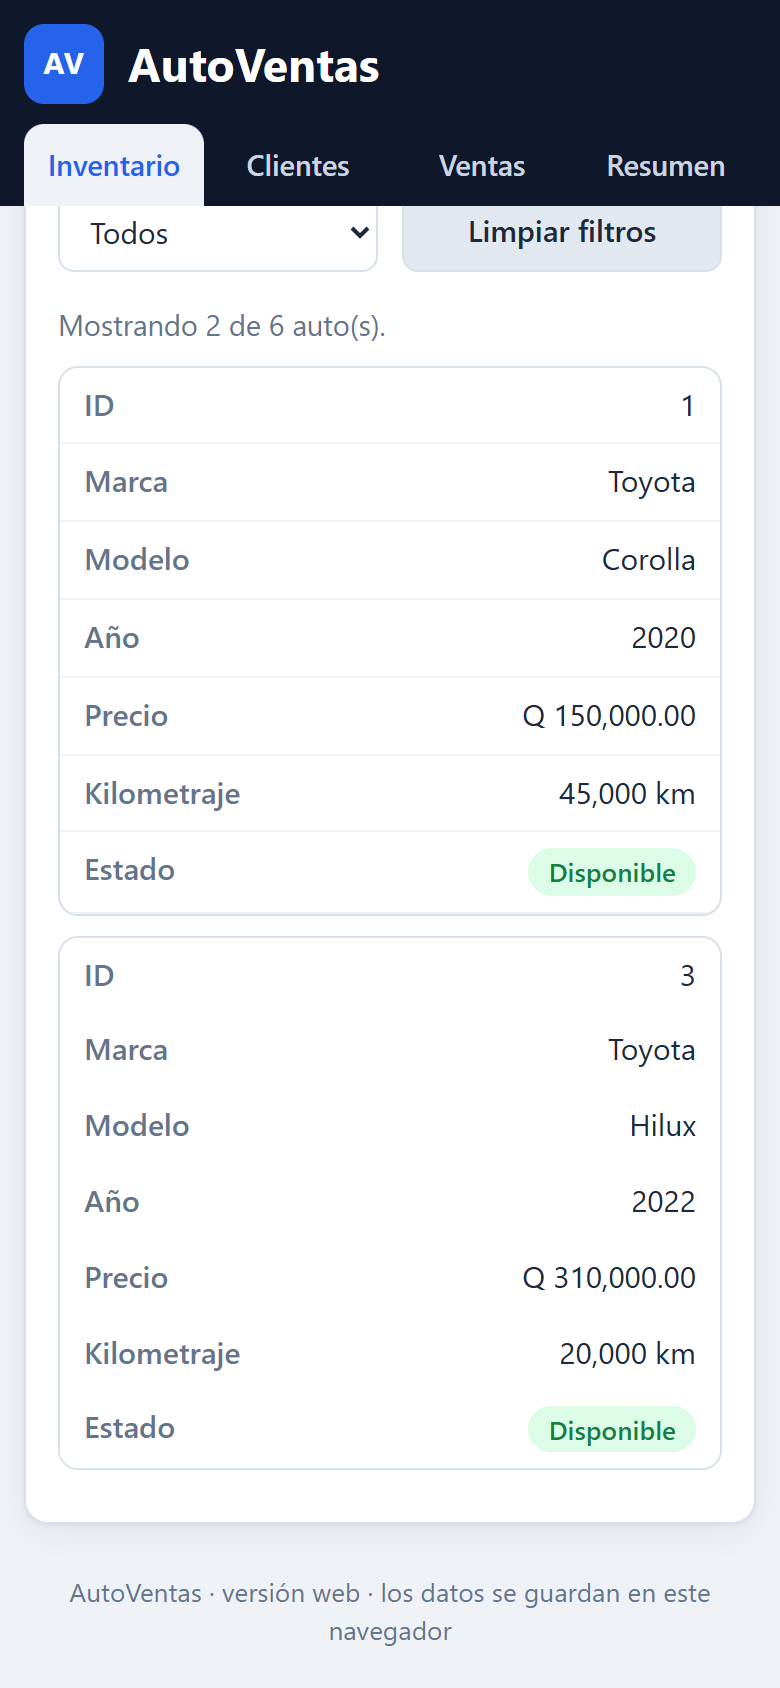 AV
AutoVentas
Inventario
Clientes
Ventas
Resumen
Todos
Limpiar filtros
Mostrando 2 de 6 auto(s).
ID 1
Marca Toyota
Modelo Corolla
Año 2020
Precio Q 150,000.00
Kilometraje 45,000 km
Estado Disponible
ID 3
Marca Toyota
Modelo Hilux
Año 2022
Precio Q 310,000.00
Kilometraje 20,000 km
Estado Disponible
AutoVentas · versión web · los datos se guardan en este
navegador